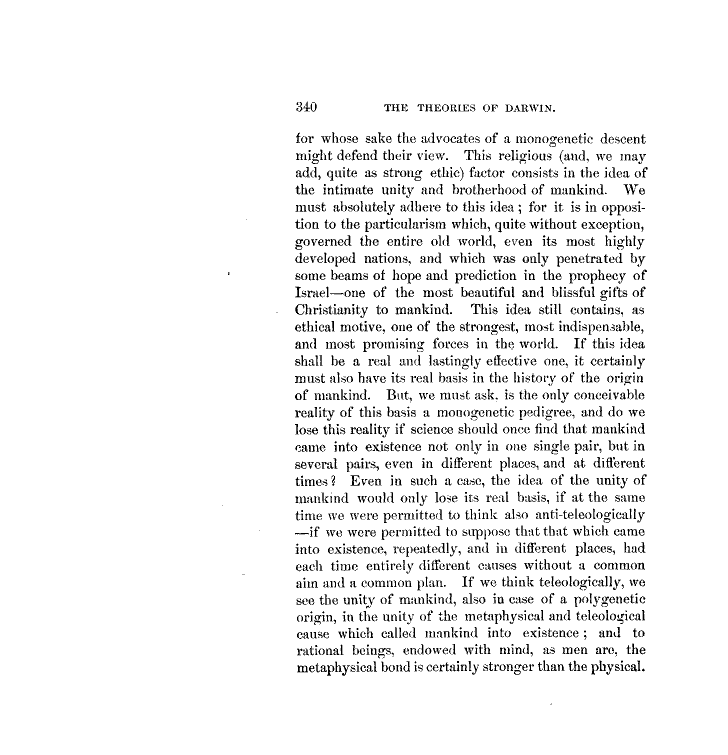 340 THE THEORIES OF DARWIN.
for whose sake the advocates of a monogenetic descent
might defend their view. This religious (and, we may
add, quite as strong ethic) factor consists in the idea of
the intimate unity and brotherhood of mankind. We
must absolutely adhere to this idea ; for it is in opposi-
tion to the particularism which, quite without exception,
governed the entire old world, even its most highly
developed nations, and which was only penetrated by
some beams of hope and prediction in the prophecy of
Israel—one of the most beautiful and blissful gifts of
Christianity to mankind. This idea still contains, as
ethical motive, one of the strongest, most indispensable,
and most promising forces in the world. If this idea
shall be a real and lastingly effective one, it certainly
must also have its real basis in the history of the origin
of mankind. But, we must ask, is the only conceivable
reality of this basis a monogenetic pedigree, and do we
lose this reality if science should once find that mankind
came into existence not only in one single pair, but in
several pairs, even in different places, and at different
times ? Even in such a case, the idea of the unity of
mankind would only lose its real basis, if at the same
time we were permitted to think also anti-teleologically
—if we were permitted to suppose that that which came
into existence, repeatedly, and in different places, had
each time entirely different causes without a common
aim and a common plan. If we think teleologically, we
see the unity of mankind, also in case of a polygenetic
origin, in the unity of the metaphysical and teleological
cause which called mankind into existence ; and to
rational beings, endowed with mind, as men are, the
metaphysical bond is certainly stronger than the physical.